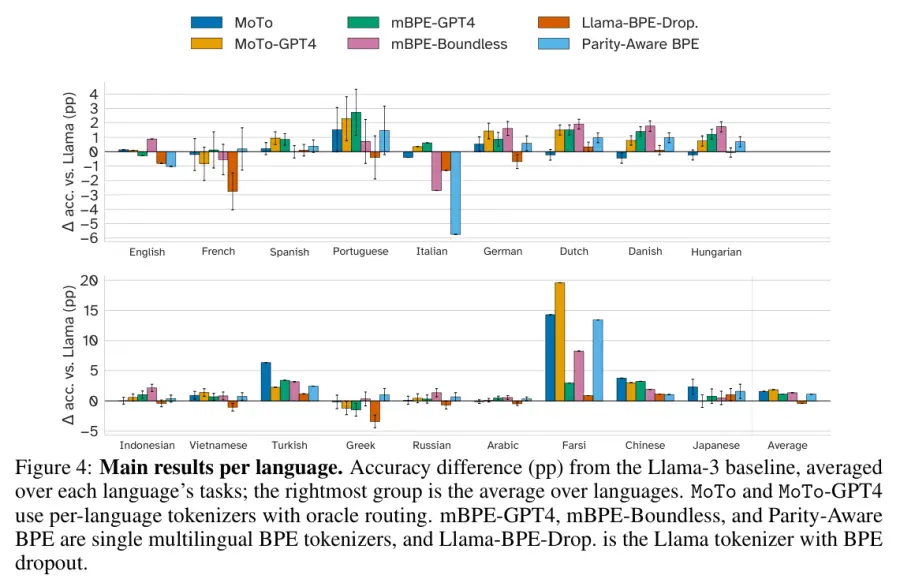 MoTo
mBPE-GPT4
Llama-BPE-Drop.
MoTo-GPT4
mBPE-Boundless
Parity-Aware BPE
Δ acc. vs. Llama (pp)
4
3
2
1
0
−1
−2
−3
−4
−5
−6
English French Spanish Portuguese Italian German Dutch Danish Hungarian
Δ acc. vs. Llama (pp)
20
15
10
5
0
−5
Indonesian Vietnamese Turkish Greek Russian Arabic Farsi Chinese Japanese Average
Figure 4: Main results per language. Accuracy difference (pp) from the Llama-3 baseline, averaged
over each language's tasks; the rightmost group is the average over languages. MoTo and MoTo-GPT4
use per-language tokenizers with oracle routing. mBPE-GPT4, mBPE-Boundless, and Parity-Aware
BPE are single multilingual BPE tokenizers, and Llama-BPE-Drop. is the Llama tokenizer with BPE
dropout.